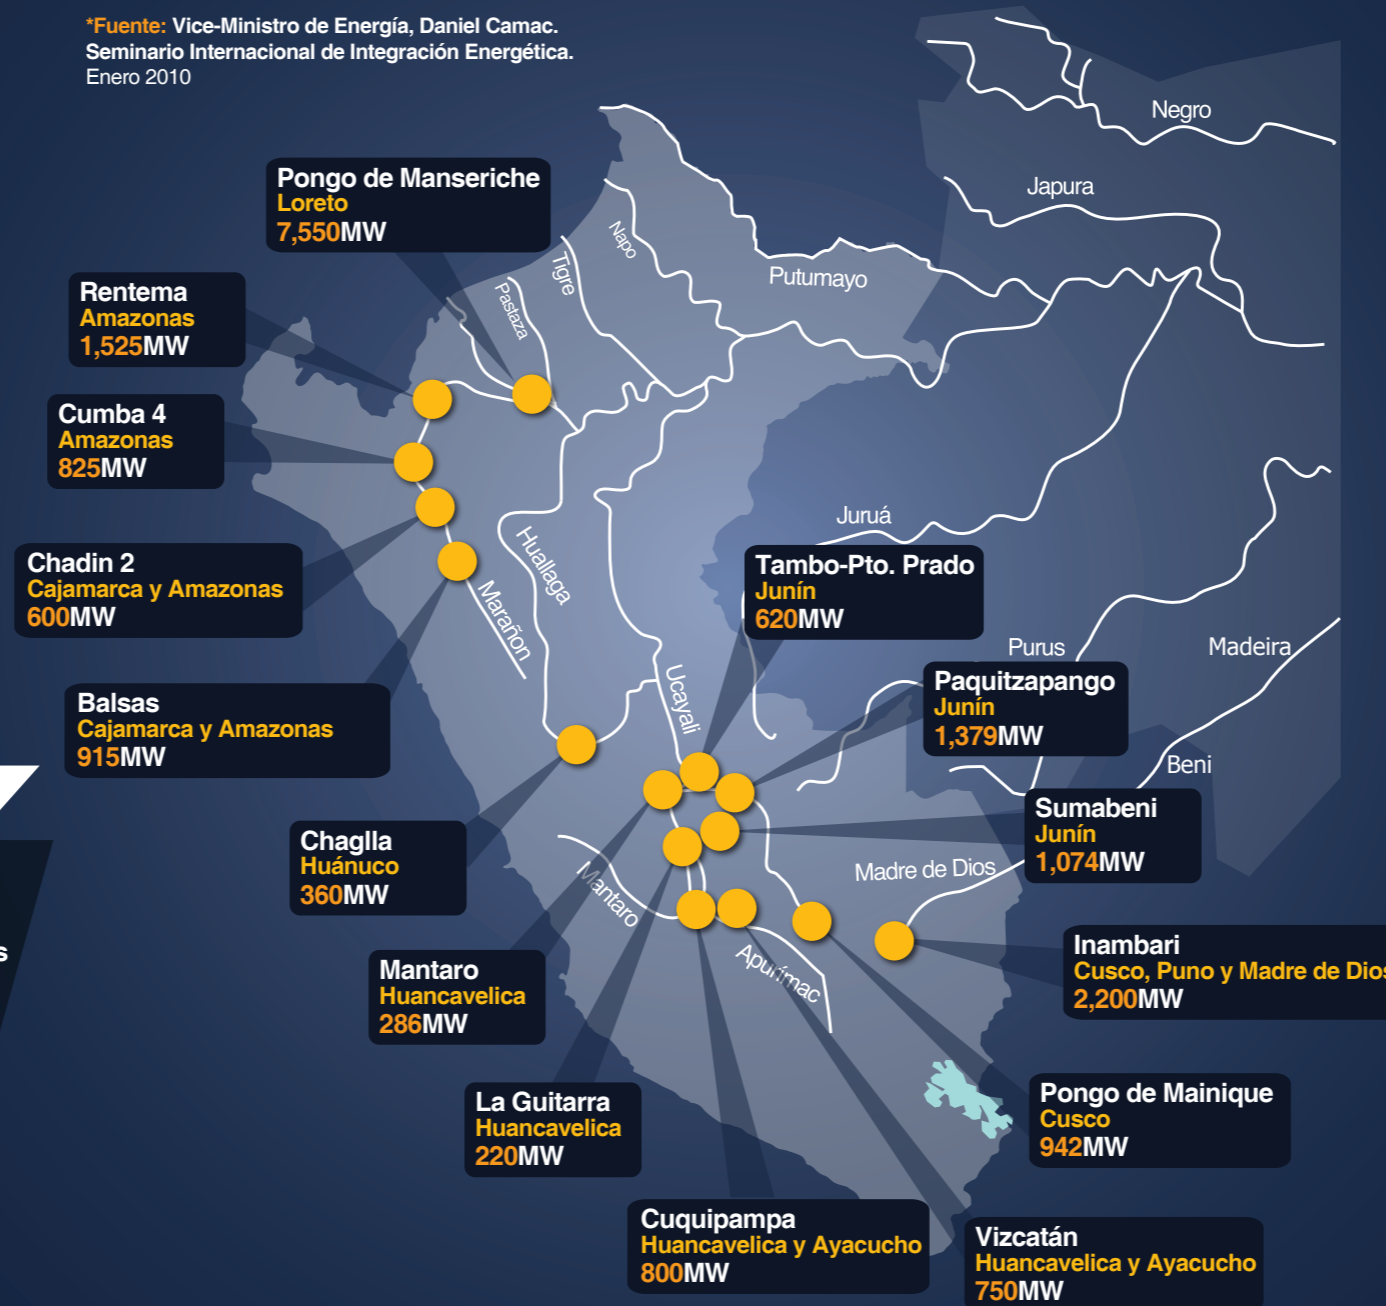 *Fuente: Vice-Ministro de Energía, Daniel Camac.
Seminario Internacional de Integración Energética.
Enero 2010
Negro
Japura
Pongo de Manseriche
Loreto
7,550MW
Napo
Tigre
Pastaza
Putumayo
Rentema
Amazonas
1,525MW
Cumba 4
Amazonas
825MW
Juruá
Huallaga
Chadin 2
Cajamarca y Amazonas
600MW
Marañon
Tambo-Pto. Prado
Junín
620MW
Purus
Madeira
Ucayali
Paquitzapango
Junín
1,379MW
Balsas
Cajamarca y Amazonas
915MW
Beni
Sumabeni
Junín
1,074MW
Chaglla
Huánuco
360MW
Mantaro
Madre de Dios
s
Apurímac
Inambari
Cusco, Puno y Madre de Dios
2,200MW
Mantaro
Huancavelica
286MW
La Guitarra
Huancavelica
220MW
Pongo de Mainique
Cusco
942MW
Cuquipampa
Huancavelica y Ayacucho
800MW
Vizcatán
Huancavelica y Ayacucho
750MW